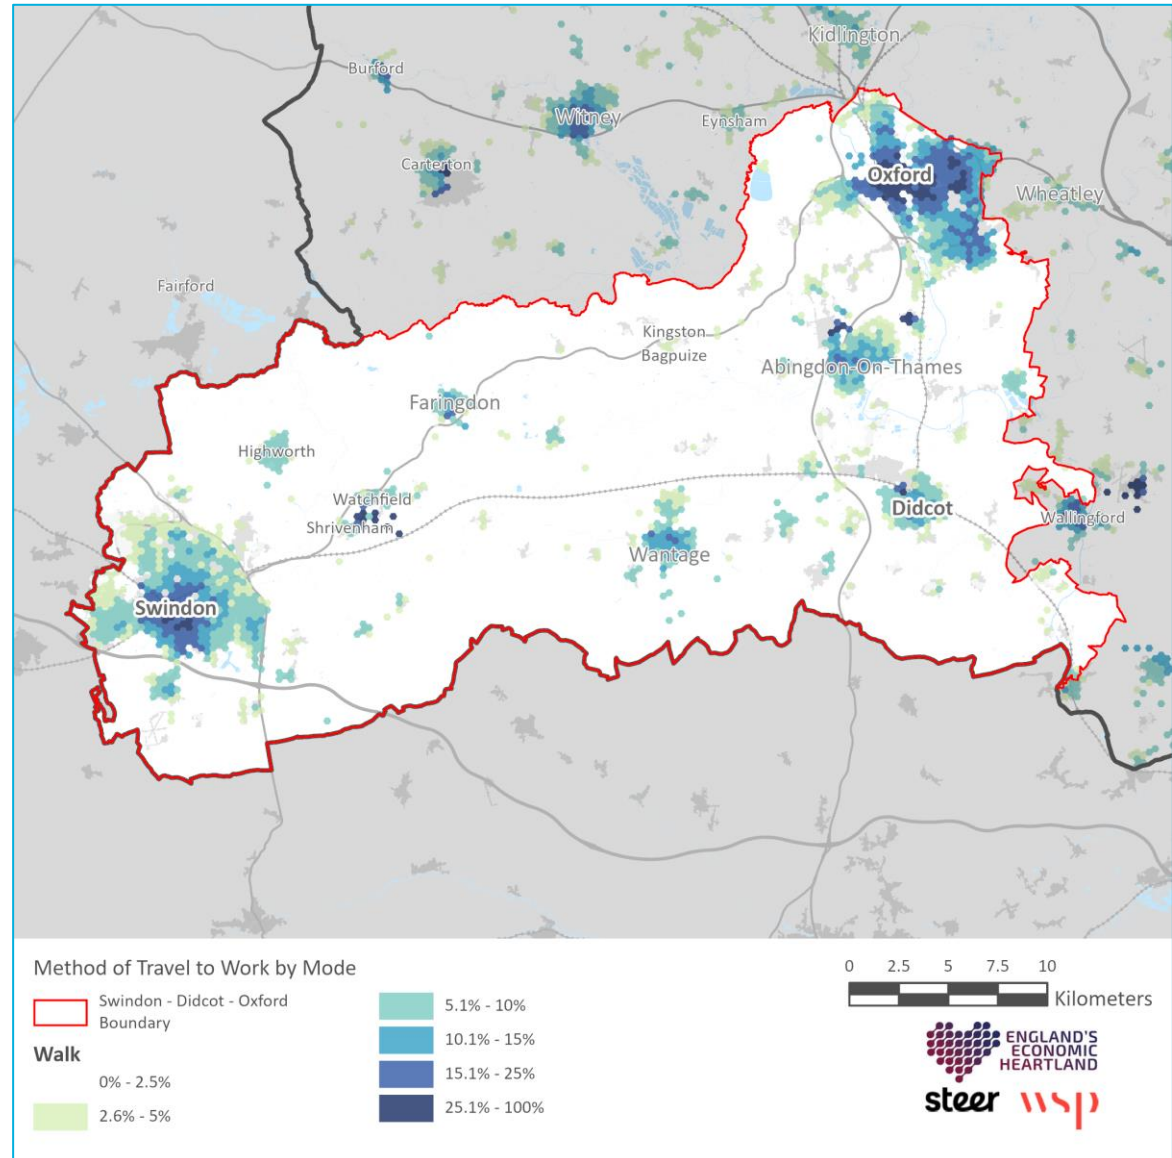 Kidlington
Burford
Witney
Eynsham
Carterton
Oxford
Wheatley
Fairford
Kingston
Bagpuize
Abingdon-On-Thames
Faringdon
Highworth
Watchfield
Shrivenham
Didcot
Wallingford
Wantage
Swindon
Method of Travel to Work by Mode
Swindon - Didcot - Oxford
Boundary
Walk
0% - 2.5%
2.6% - 5%
5.1% - 10%
10.1% - 15%
15.1% - 25%
25.1% - 100%
0 2.5 5 7.5 10
Kilometers
ENGLAND'S
ECONOMIC
HEARTLAND
steer wsp